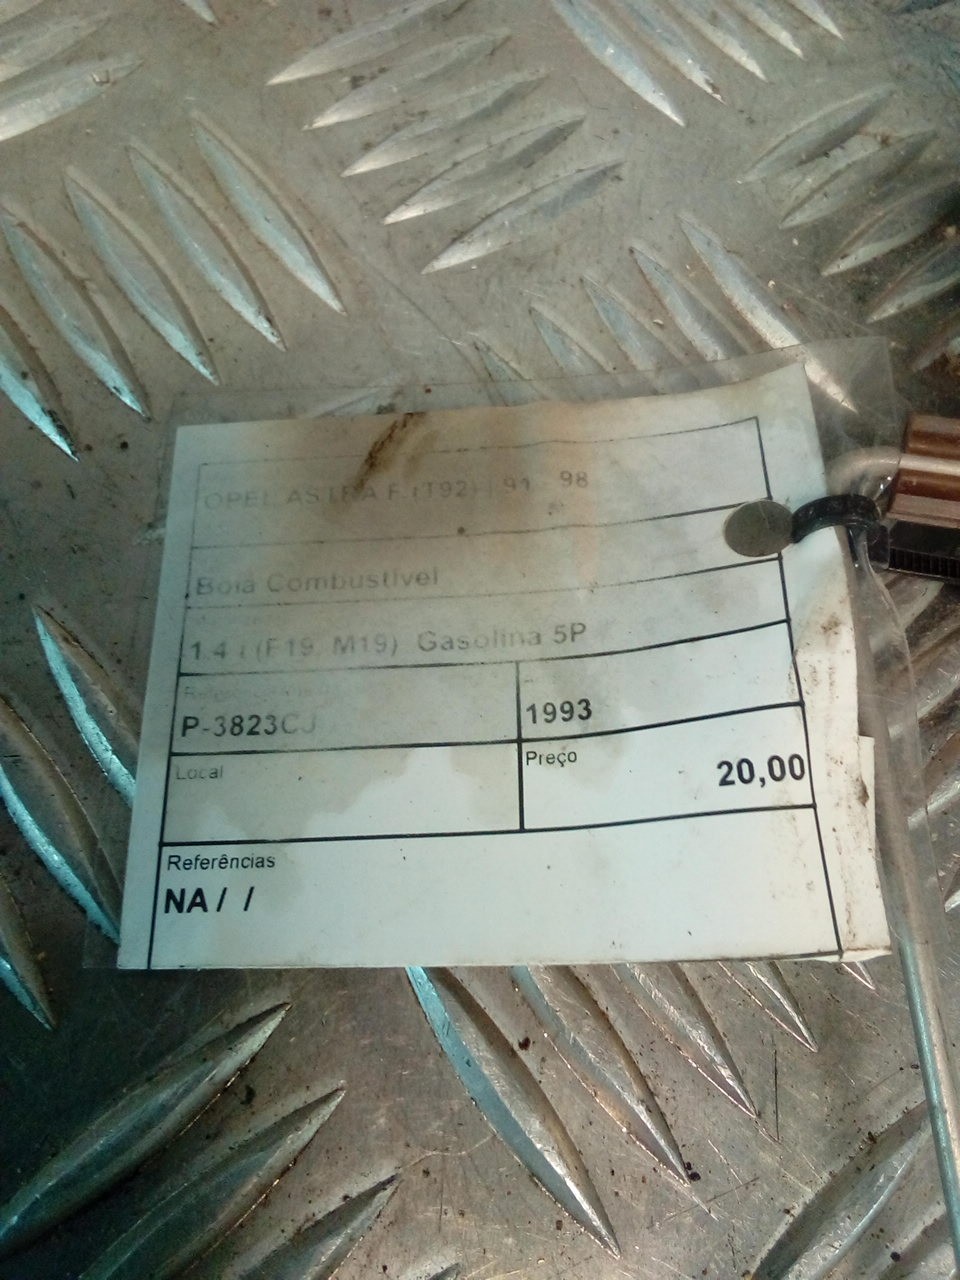 OPEL ASTRA F (T92) | 91 - 98
Boia Combustível
1.4 i (F19, M19) Gasolina 5P
P-3823CJ
1993
Local
Preço
20,00
Referências
NA / /